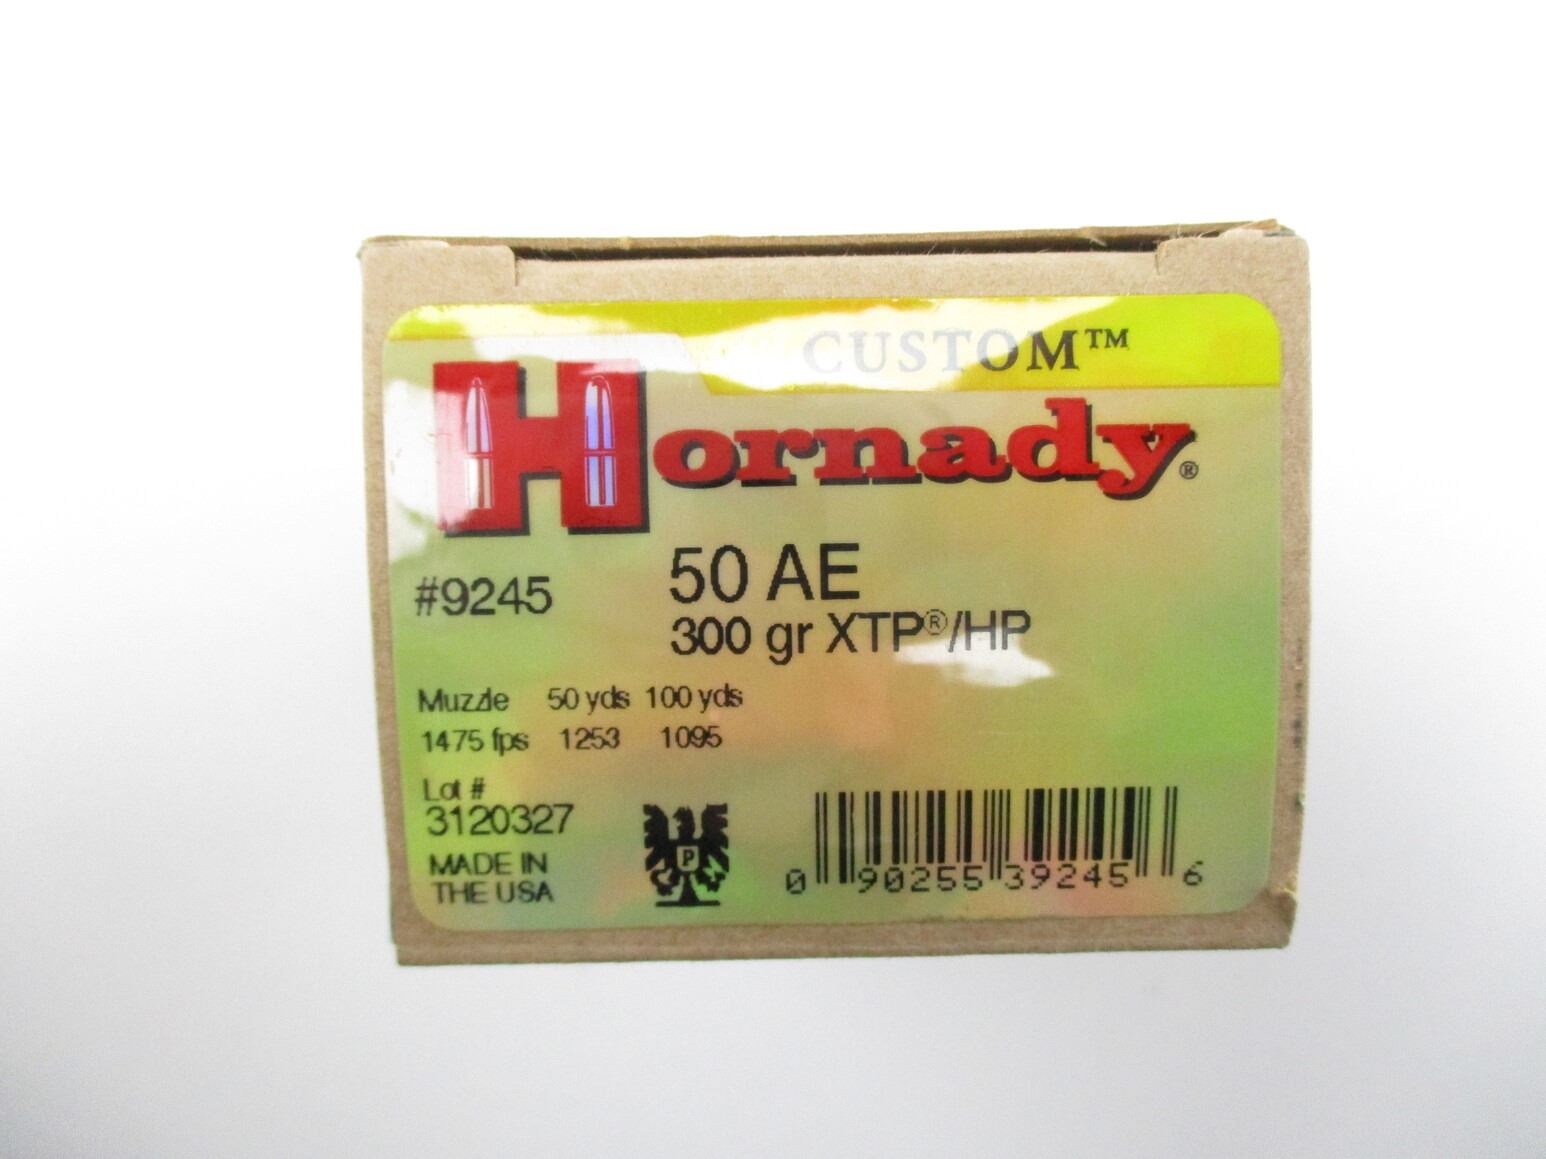 CUSTOM™
Hornady®
50 AE
#9245
300 gr XTP®/HP
Muzzle 50 yds 100 yds
1475 fps 1253 1095
Lot #
3120327
MADE IN
THE USA
P
0 90255 39245 6